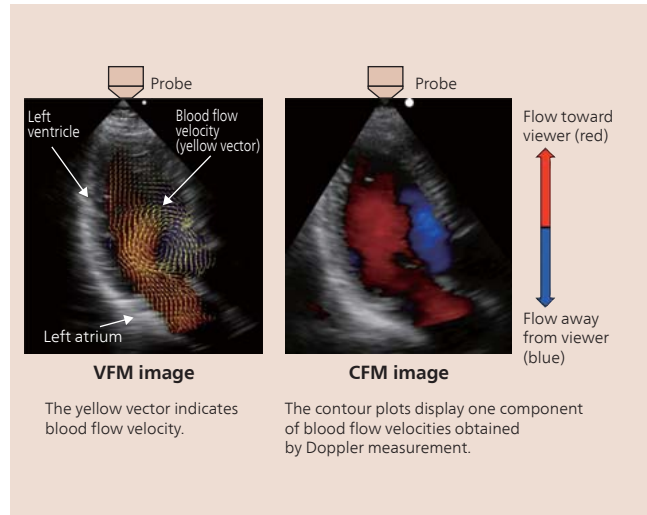 Probe
Left
ventricle
Blood flow
velocity
(yellow vector)
Left atrium
VFM image
The yellow vector indicates
blood flow velocity.
Probe
CFM image
The contour plots display one component
of blood flow velocities obtained
by Doppler measurement.
Flow toward
viewer (red)
Flow away
from viewer
(blue)